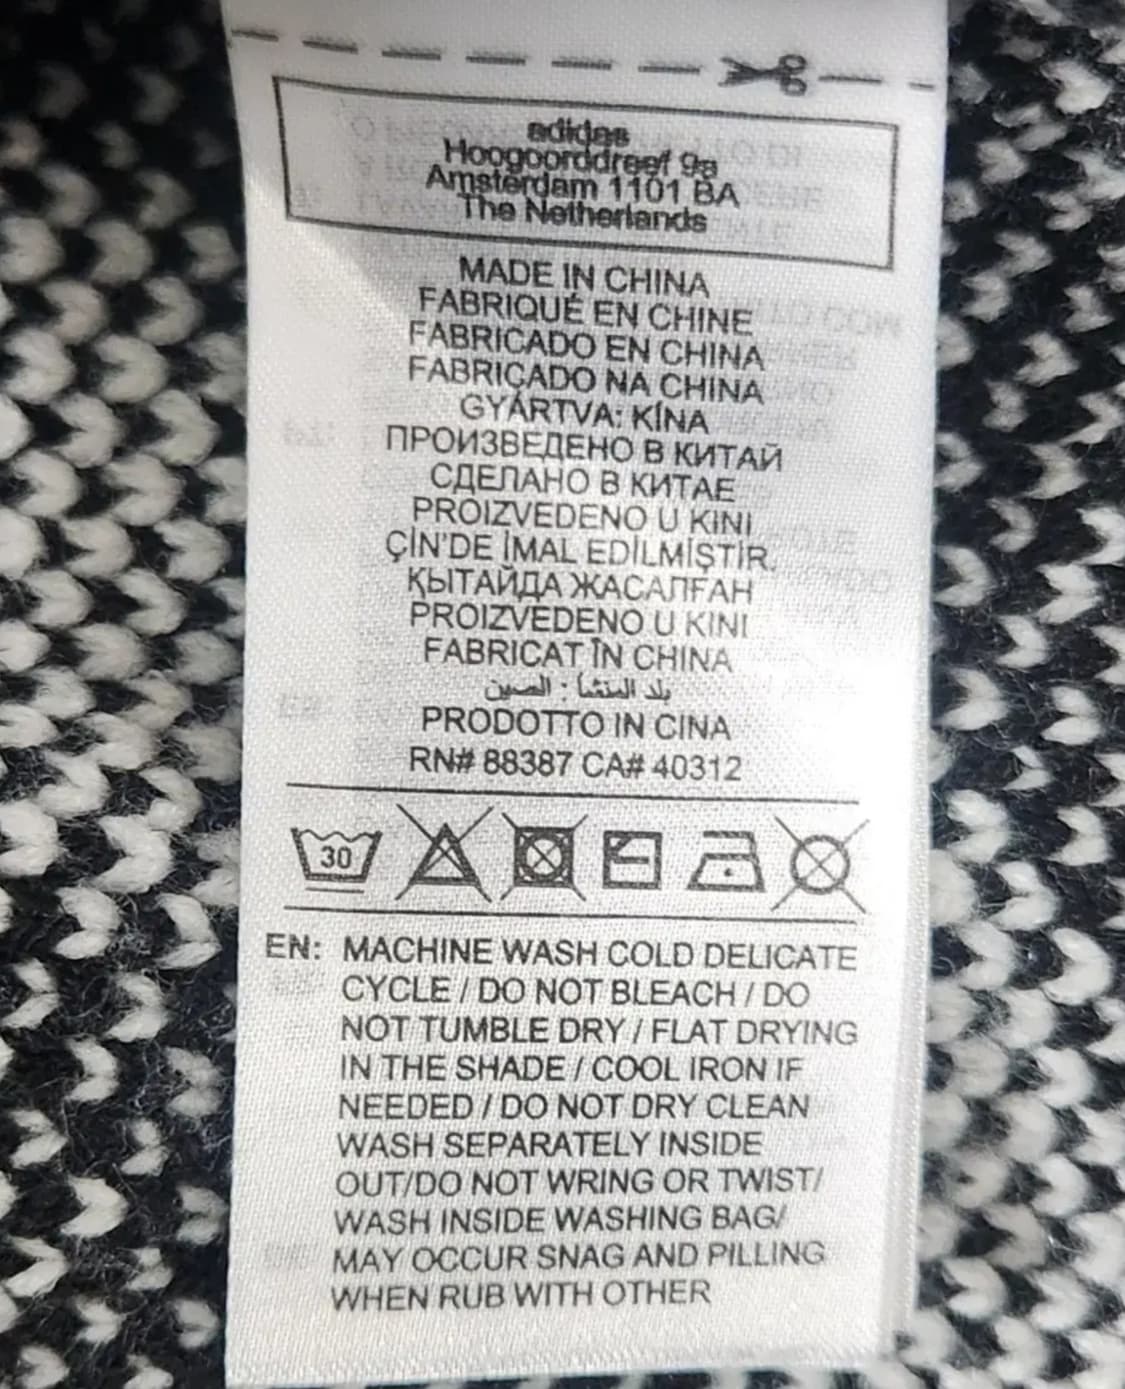 adidas
Hoogoorddreef 9a
Amsterdam 1101 BA
The Netherlands
MADE IN CHINA
FABRIQUÉ EN CHINE
FABRICADO EN CHINA
FABRICADO NA CHINA
GYÁRTVA: KÍNA
ПРОИЗВЕДЕНО В КИТАЙ
СДЕЛАНО В КИТАЕ
PROIZVEDENO U KINI
ÇİN'DE İMAL EDİLMİŞTİR.
ҚЫТАЙДА ЖАСАЛҒАН
PROIZVEDENO U KINI
FABRICAT ÎN CHINA
بلد المنشأ : الصين
PRODOTTO IN CINA
RN# 88387 CA# 40312
30
EN: MACHINE WASH COLD DELICATE
CYCLE / DO NOT BLEACH / DO
NOT TUMBLE DRY / FLAT DRYING
IN THE SHADE / COOL IRON IF
NEEDED / DO NOT DRY CLEAN
WASH SEPARATELY INSIDE
OUT/DO NOT WRING OR TWIST/
WASH INSIDE WASHING BAG/
MAY OCCUR SNAG AND PILLING
WHEN RUB WITH OTHER